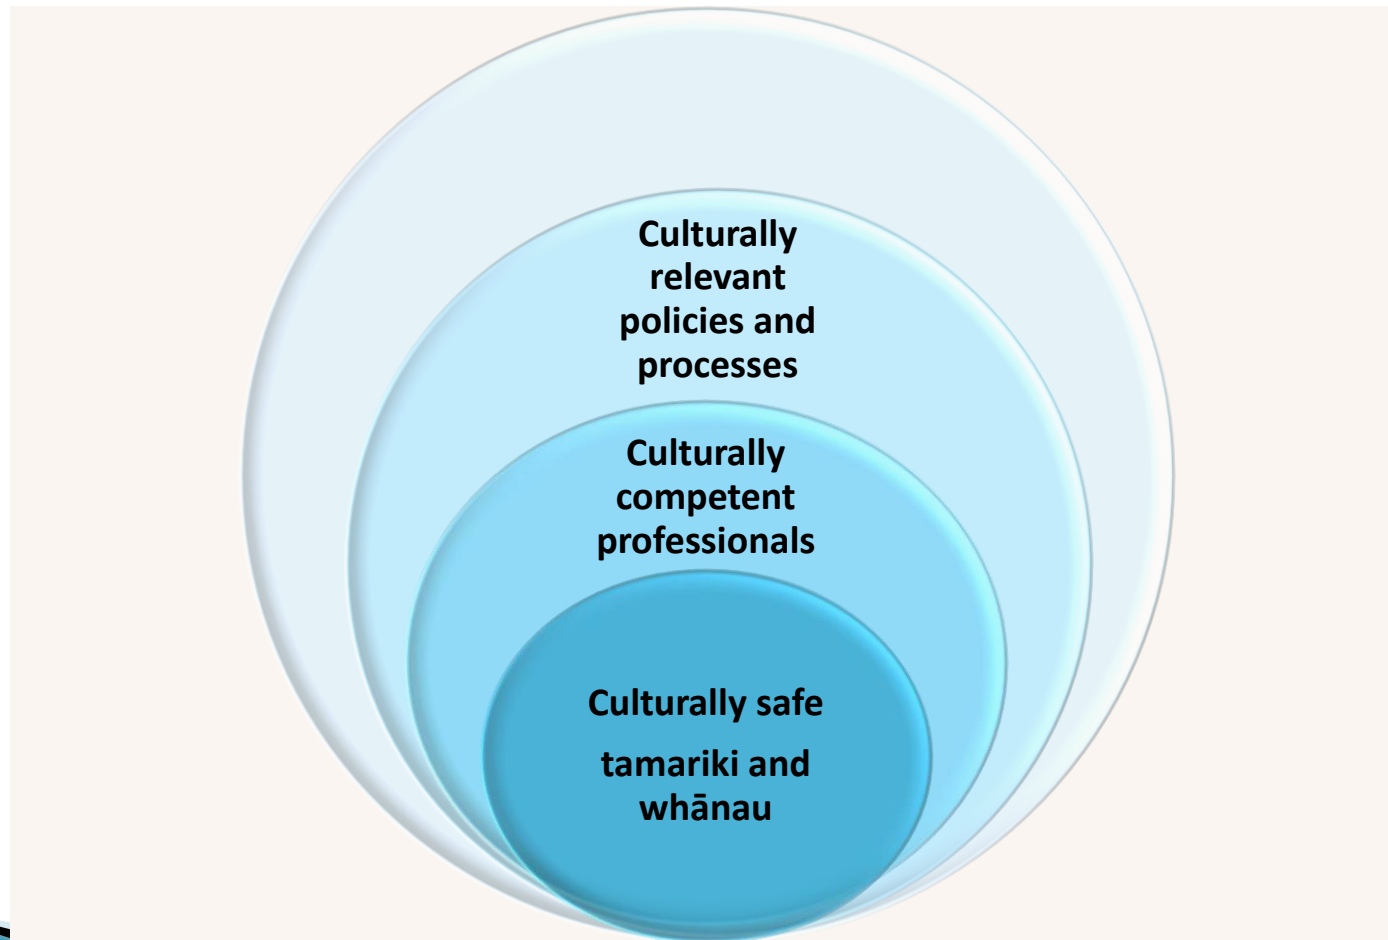 Culturally
relevant
policies and
processes
Culturally
competent
professionals
Culturally safe
tamariki and
whānau